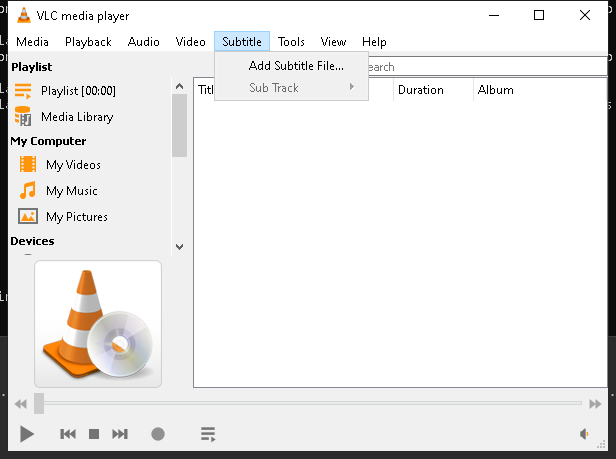 VLC media player
Media Playback Audio Video Subtitle Tools View Help
Add Subtitle File...
Sub Track
Playlist
Playlist [00:00]
Media Library
My Computer
My Videos
My Music
My Pictures
Devices
earch
Titl Duration Album